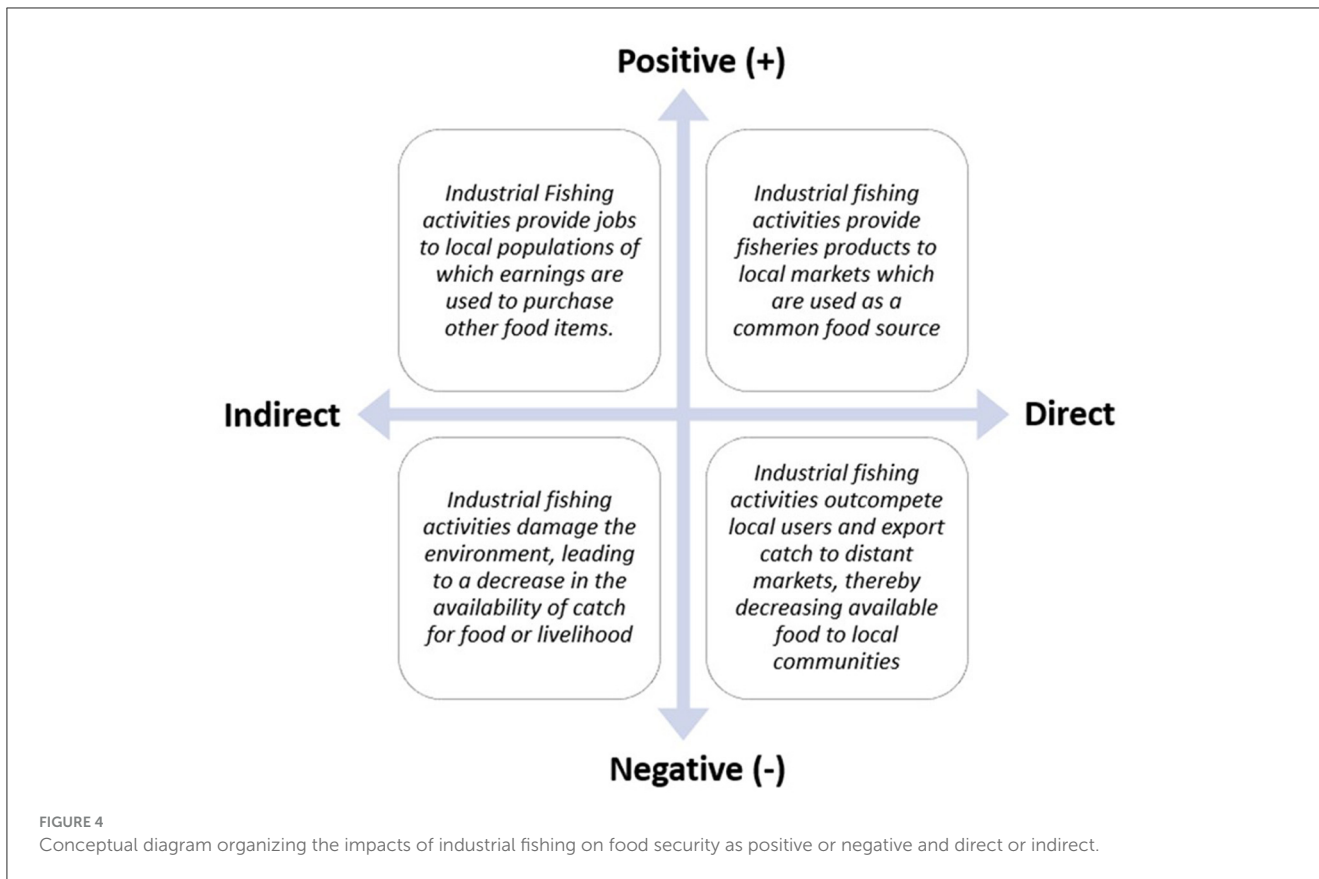 Positive (+)
Industrial Fishing
activities provide jobs
to local populations of
which earnings are
used to purchase
other food items.
Industrial fishing
activities provide
fisheries products to
local markets which
are used as a
common food source
Indirect
Direct
Industrial fishing
activities damage the
environment, leading
to a decrease in the
availability of catch
for food or livelihood
Industrial fishing
activities outcompete
local users and export
catch to distant
markets, thereby
decreasing available
food to local
communities
Negative (-)
FIGURE 4
Conceptual diagram organizing the impacts of industrial fishing on food security as positive or negative and direct or indirect.